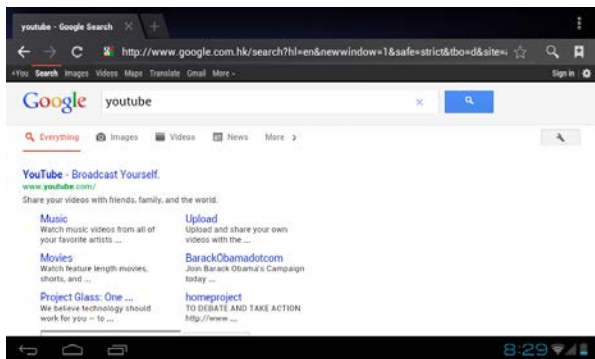 youtube - Google Search
http://www.google.com.hk/search?hl=en&newwindow=1&safe=strict&tbo=d&site=
+You Search Images Videos Maps Translate Gmail More
Sign in
Google youtube
Everything Images Videos News More
YouTube - Broadcast Yourself.
www.youtube.com/
Share your videos with friends, family, and the world.
Music
Watch music videos from all of
your favorite artists ...
Upload
Upload and share your own
videos with the ...
Movies
Watch feature length movies,
shorts, and ...
BarackObamadotcom
Join Barack Obama's Campaign
today ...
Project Glass: One ...
We believe technology should
work for you — to ...
homeproject
TO DEBATE AND TAKE ACTION
http://www ...
8:29